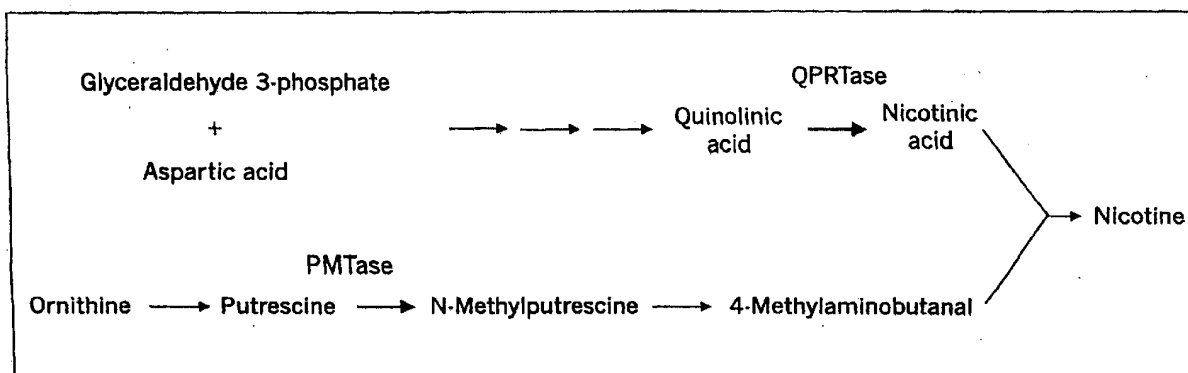 Glyceraldehyde 3-phosphate
+
Aspartic acid
QPRTase
Quinolinic
acid
Nicotinic
acid
Nicotine
PMTase
Ornithine
Putrescine
N-Methylputrescine
4-Methylaminobutanal